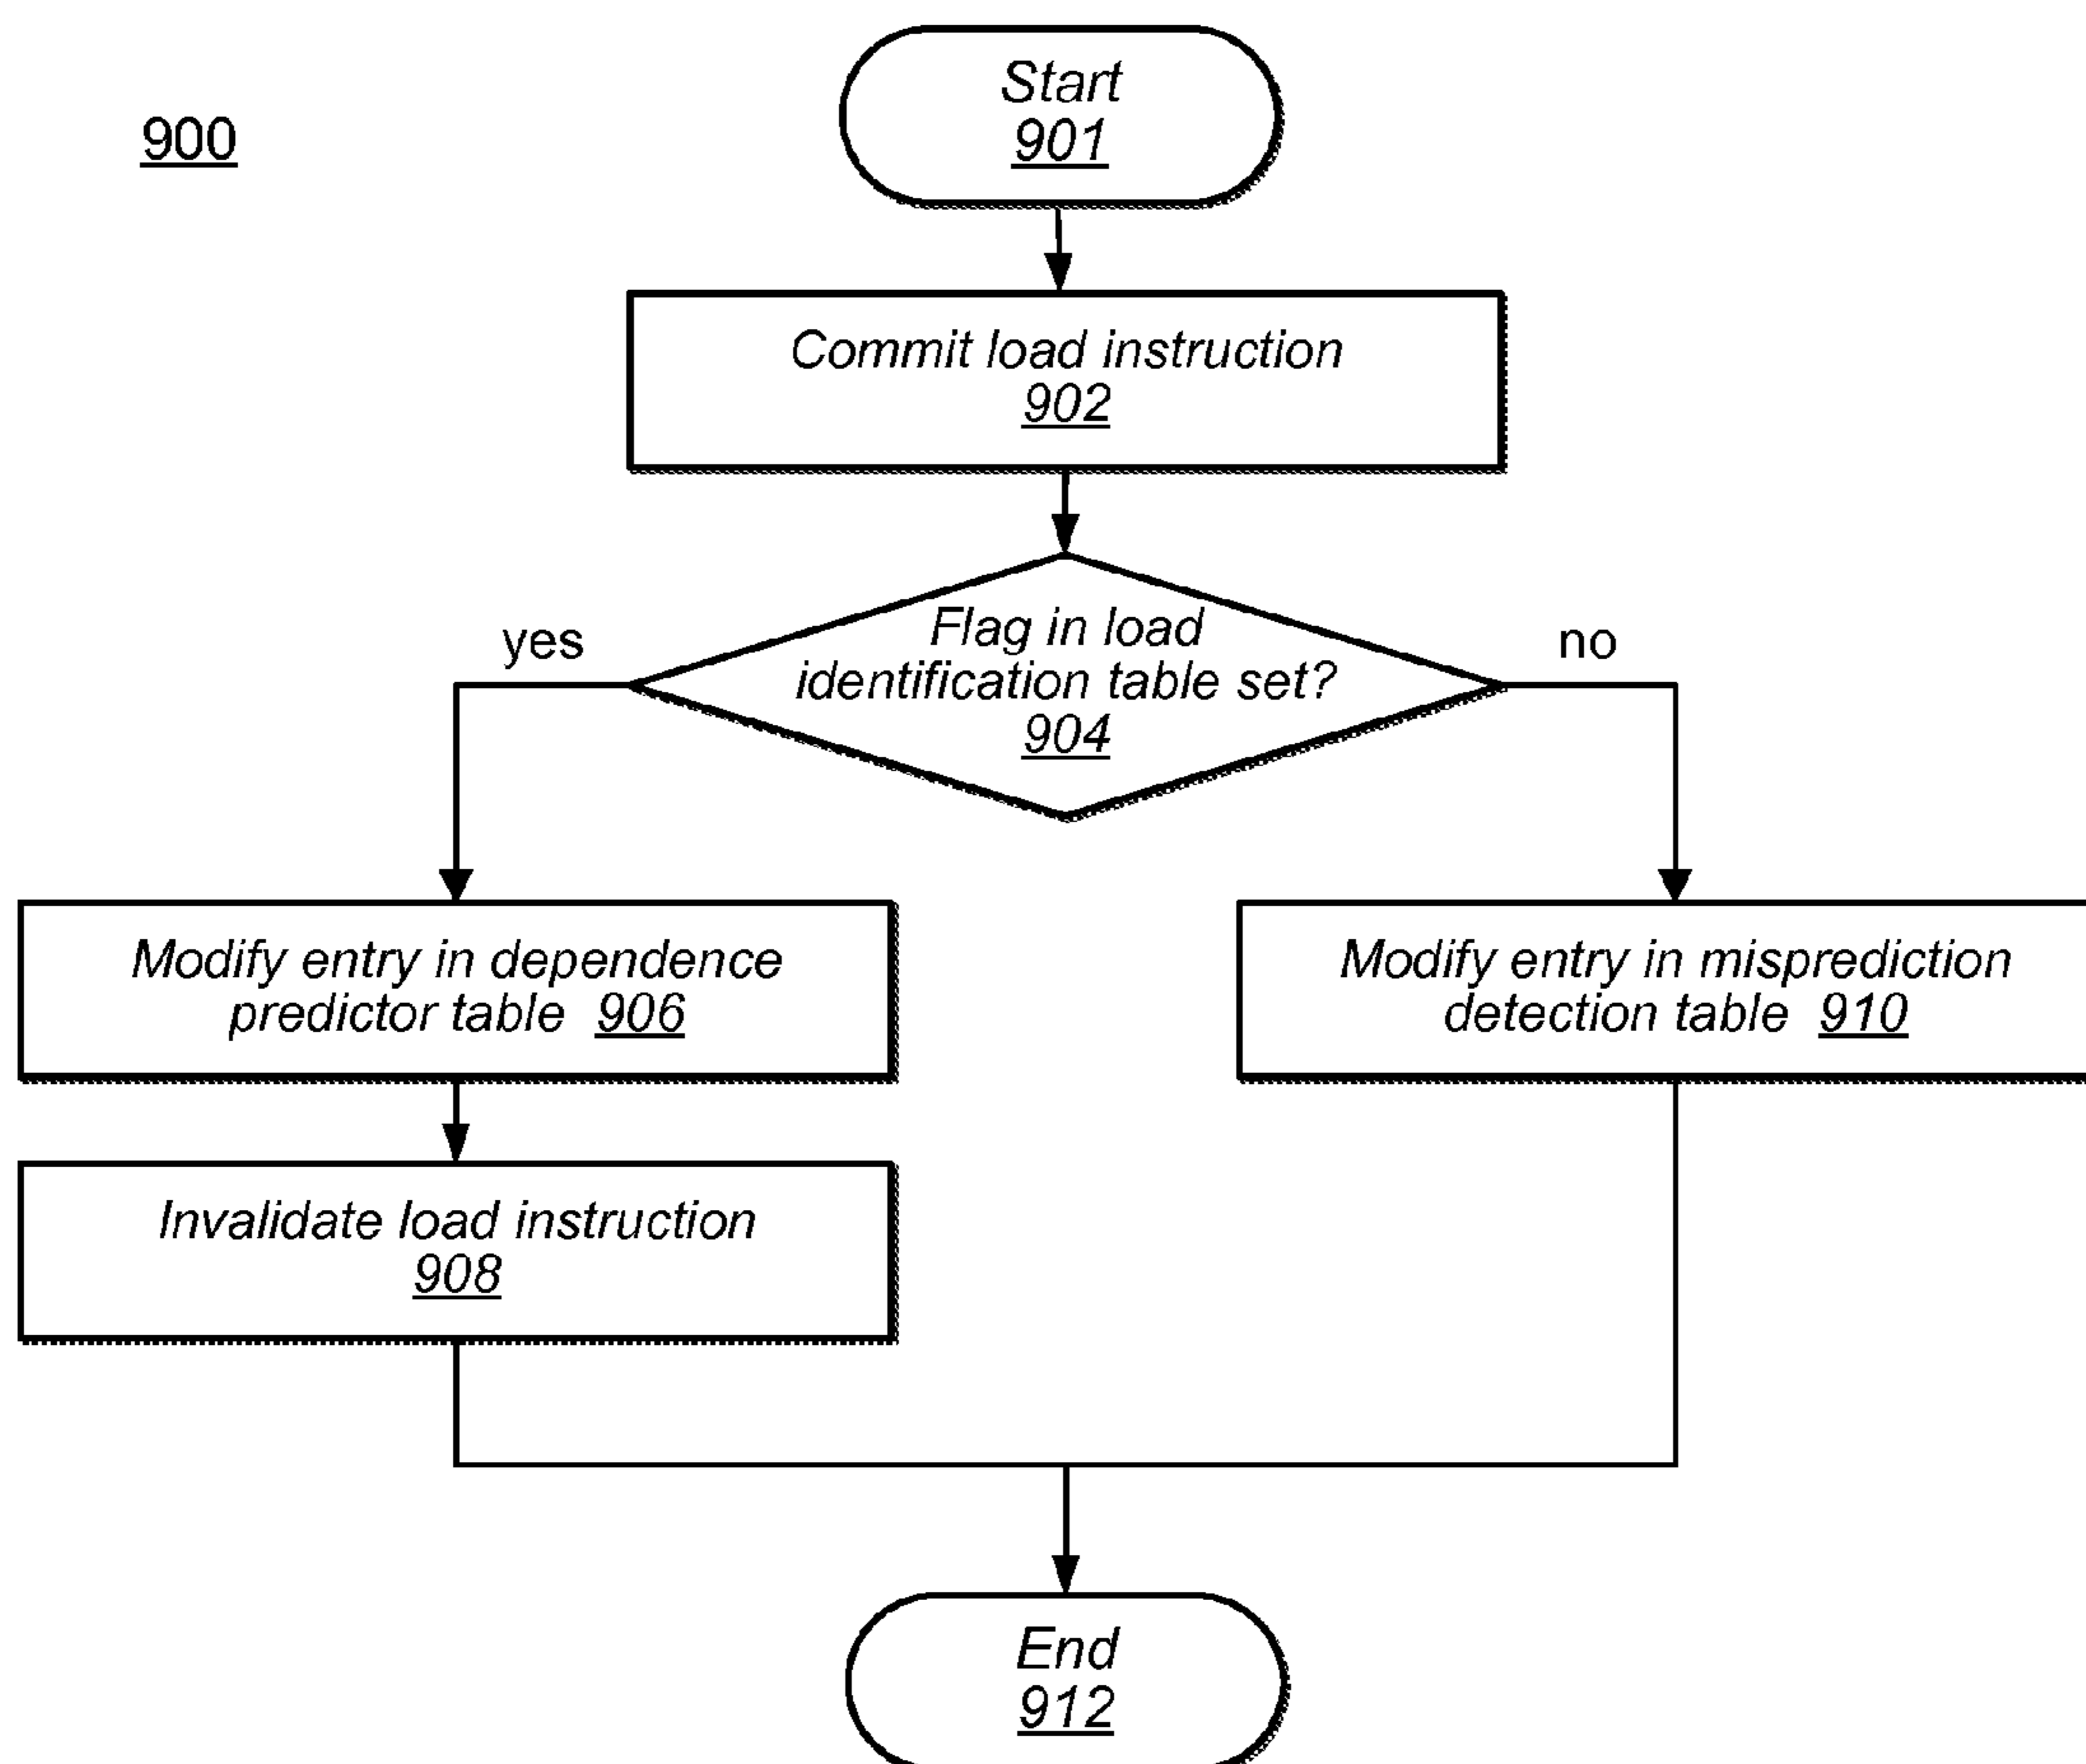 900
Start
901
Commit load instruction
902
Flag in load
identification table set?
904
yes
no
Modify entry in dependence
predictor table 906
Modify entry in misprediction
detection table 910
Invalidate load instruction
908
End
912